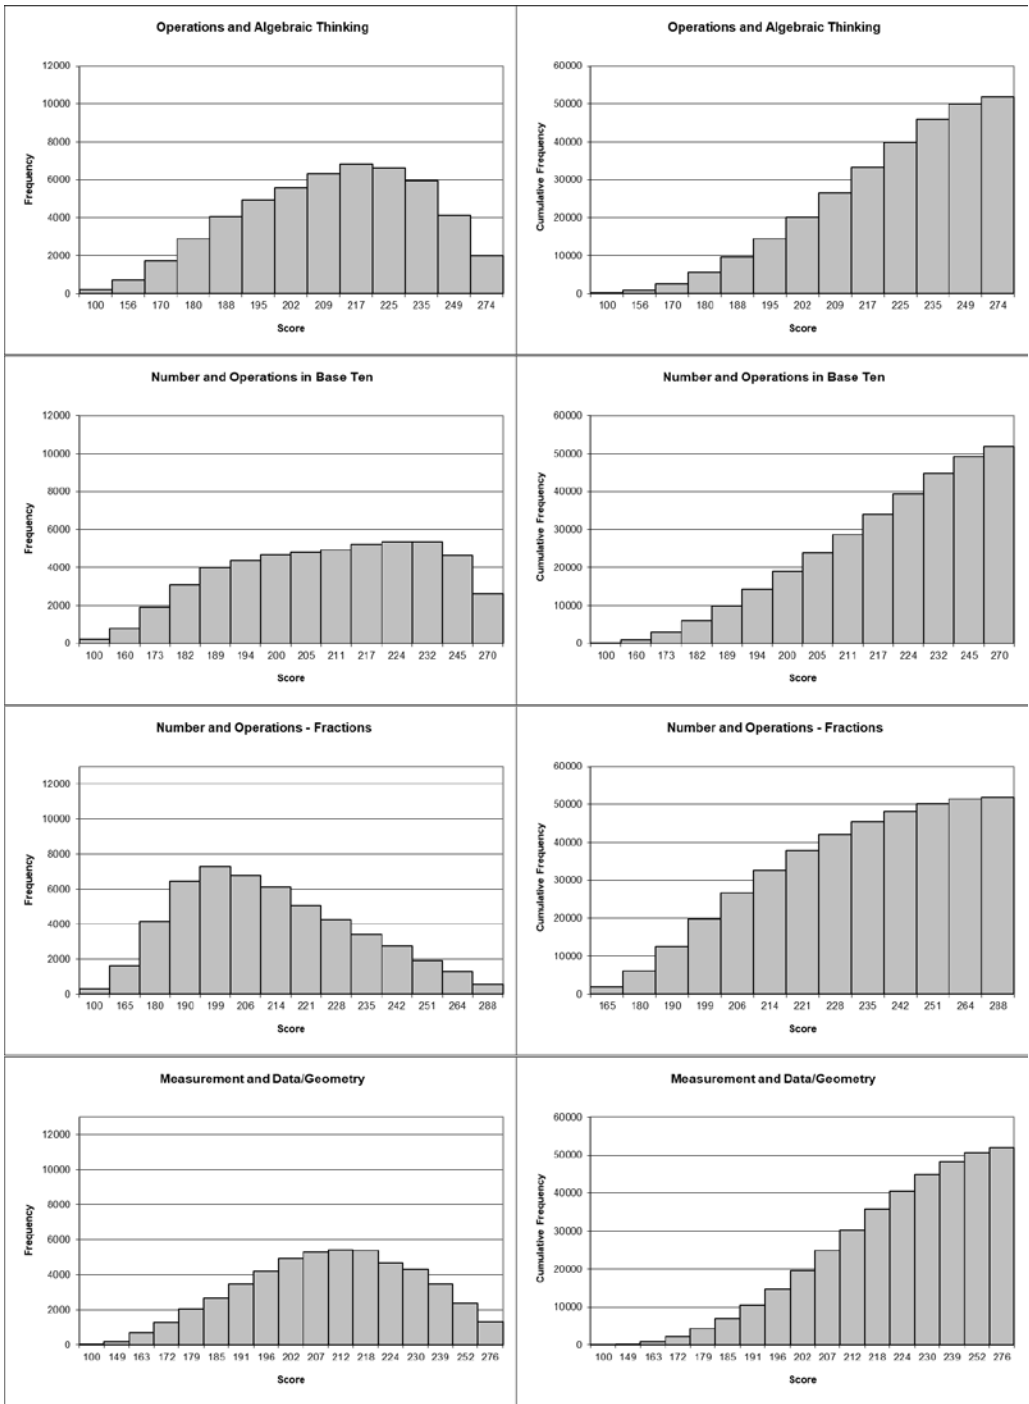 Operations and Algebraic Thinking
12000
10000
8000
6000
4000
2000
0
Frequency
100 156 170 180 188 195 202 209 217 225 235 249 274
Score
Operations and Algebraic Thinking
60000
50000
40000
30000
20000
10000
0
Cumulative Frequency
100 156 170 180 188 195 202 209 217 225 235 249 274
Score
Number and Operations in Base Ten
12000
10000
8000
6000
4000
2000
0
Frequency
100 160 173 182 189 194 200 205 211 217 224 232 245 270
Score
Number and Operations in Base Ten
60000
50000
40000
30000
20000
10000
0
Cumulative Frequency
100 160 173 182 189 194 200 205 211 217 224 232 245 270
Score
Number and Operations - Fractions
12000
10000
8000
6000
4000
2000
0
Frequency
100 165 180 190 199 206 214 221 228 235 242 251 264 288
Score
Number and Operations - Fractions
60000
50000
40000
30000
20000
10000
0
Cumulative Frequency
165 180 190 199 206 214 221 228 235 242 251 264 288
Score
Measurement and Data/Geometry
12000
10000
8000
6000
4000
2000
0
Frequency
100 149 163 172 179 185 191 196 202 207 212 218 224 230 239 252 276
Score
Measurement and Data/Geometry
60000
50000
40000
30000
20000
10000
0
Cumulative Frequency
100 149 163 172 179 185 191 196 202 207 212 218 224 230 239 252 276
Score